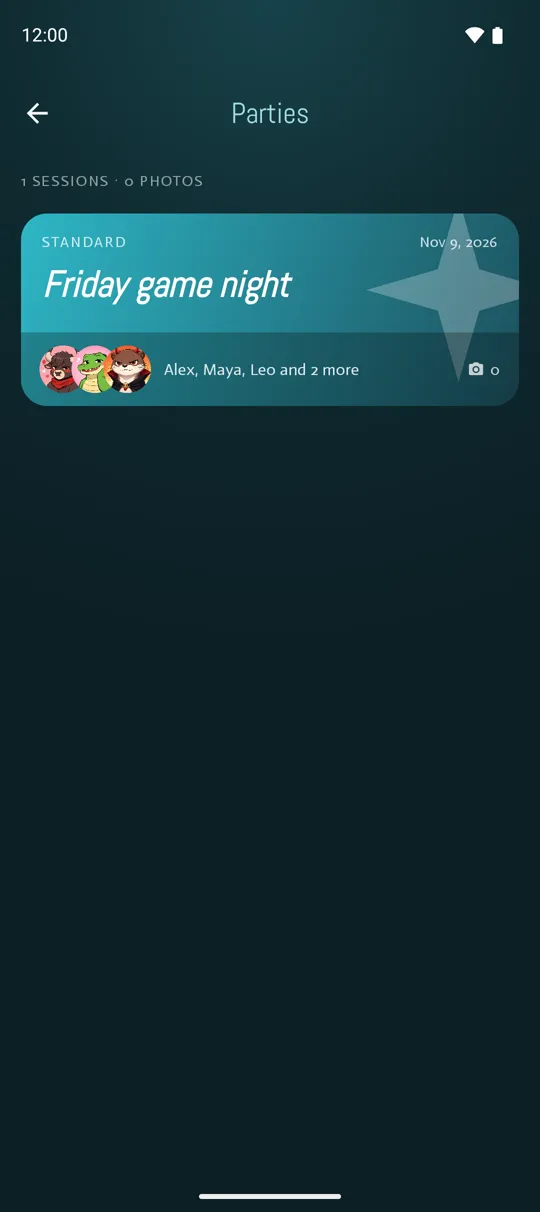 12:00
Parties
1 SESSIONS · 0 PHOTOS
STANDARD
Nov 9, 2026
Friday game night
Alex, Maya, Leo and 2 more
0